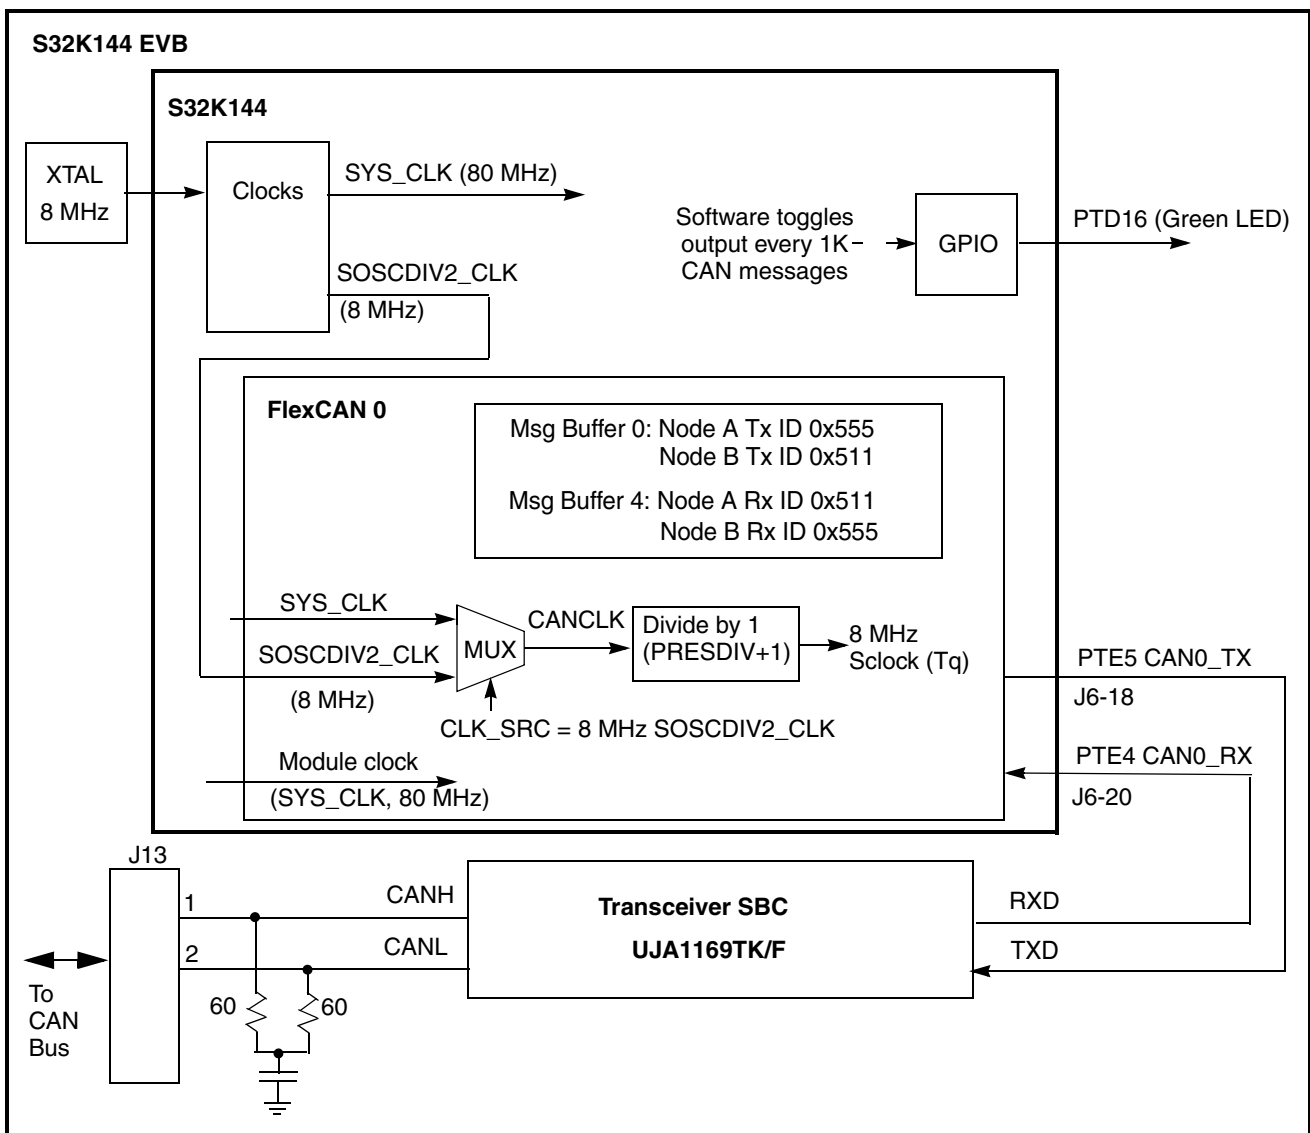 S32K144 EVB
S32K144
XTAL
8 MHz
Clocks
SYS_CLK (80 MHz)
SOSCDIV2_CLK
(8 MHz)
Software toggles
output every 1K
CAN messages
GPIO
PTD16 (Green LED)
FlexCAN 0
Msg Buffer 0: Node A Tx ID 0x555
Node B Tx ID 0x511
Msg Buffer 4: Node A Rx ID 0x511
Node B Rx ID 0x555
SYS_CLK
SOSCDIV2_CLK
(8 MHz)
MUX
CANCLK
Divide by 1
(PRESDIV+1)
8 MHz
Sclock (Tq)
CLK_SRC = 8 MHz SOSCDIV2_CLK
Module clock
(SYS_CLK, 80 MHz)
PTE5 CAN0_TX
J6-18
PTE4 CAN0_RX
J6-20
J13
1
2
CANH
CANL
Transceiver SBC
UJA1169TK/F
RXD
TXD
To
CAN
Bus
60
60